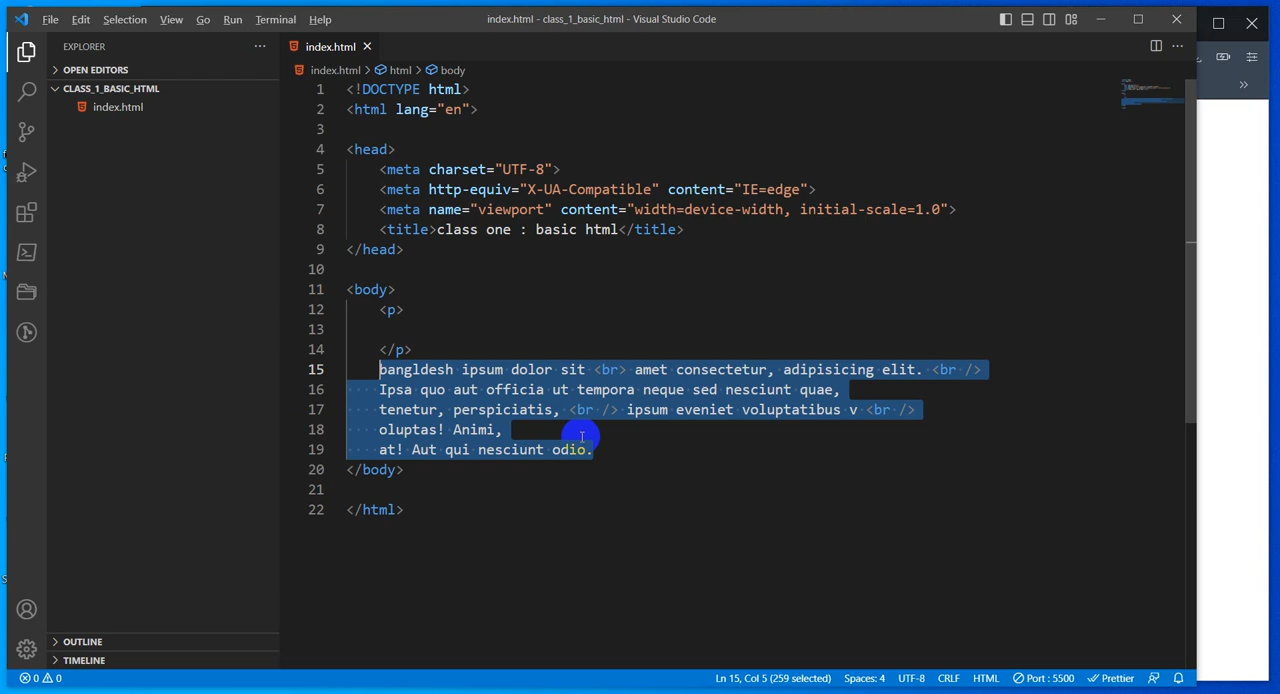 File Edit Selection View Go Run Terminal Help
index.html - class_1_basic_html - Visual Studio Code
EXPLORER
OPEN EDITORS
CLASS_1_BASIC_HTML
index.html
index.html
index.html > html > body
1 <!DOCTYPE html>
2 <html lang="en">
3
4 <head>
5 <meta charset="UTF-8">
6 <meta http-equiv="X-UA-Compatible" content="IE=edge">
7 <meta name="viewport" content="width=device-width, initial-scale=1.0">
8 <title>class one : basic html</title>
9 </head>
10
11 <body>
12 <p>
13
14 </p>
15 bangldesh ipsum dolor sit <br> amet consectetur, adipisicing elit. <br />
16 Ipsa quo aut officia ut tempora neque sed nesciunt quae,
17 tenetur, perspiciatis, <br /> ipsum eveniet voluptatibus v <br />
18 oluptas! Animi,
19 at! Aut qui nesciunt odio.
20 </body>
21
22 </html>
OUTLINE
TIMELINE
0 0
Ln 15, Col 5 (259 selected) Spaces: 4 UTF-8 CRLF HTML Port : 5500 Prettier